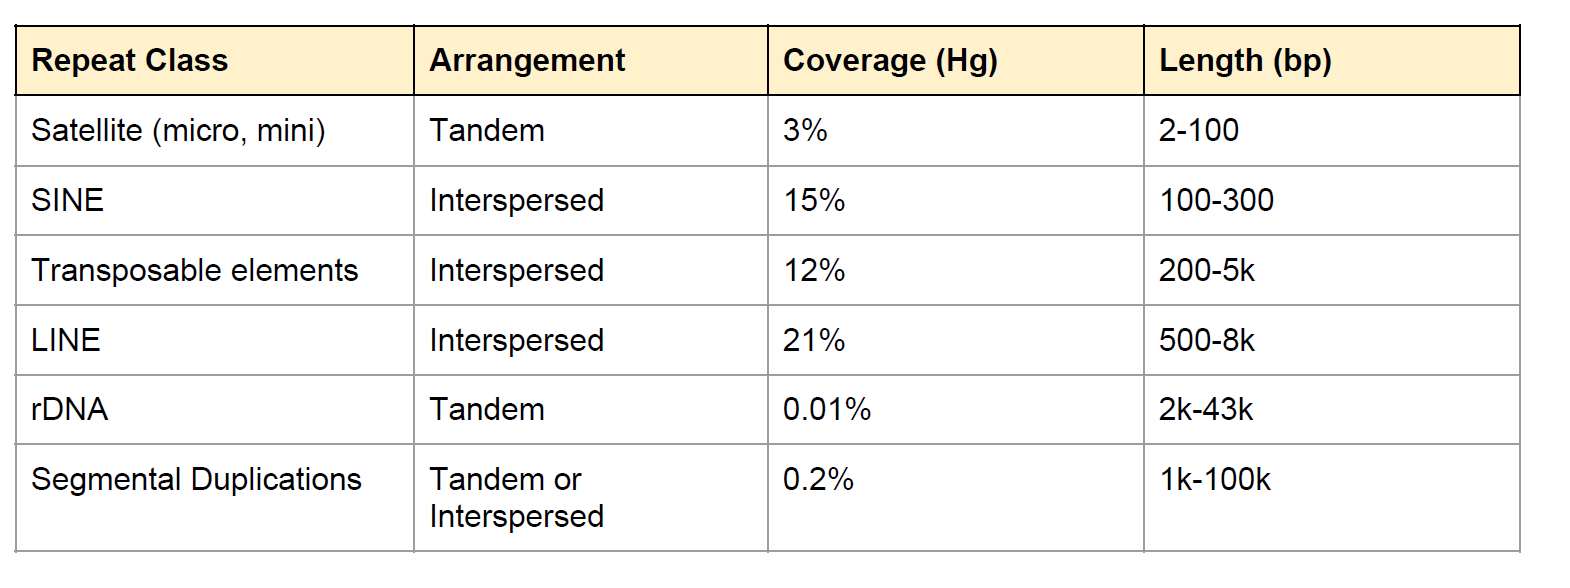 Repeat Class Arrangement Coverage (Hg) Length (bp)
Satellite (micro, mini) Tandem 3% 2-100
SINE Interspersed 15% 100-300
Transposable elements Interspersed 12% 200-5k
LINE Interspersed 21% 500-8k
rDNA Tandem 0.01% 2k-43k
Segmental Duplications Tandem or 0.2% 1k-100k
Interspersed